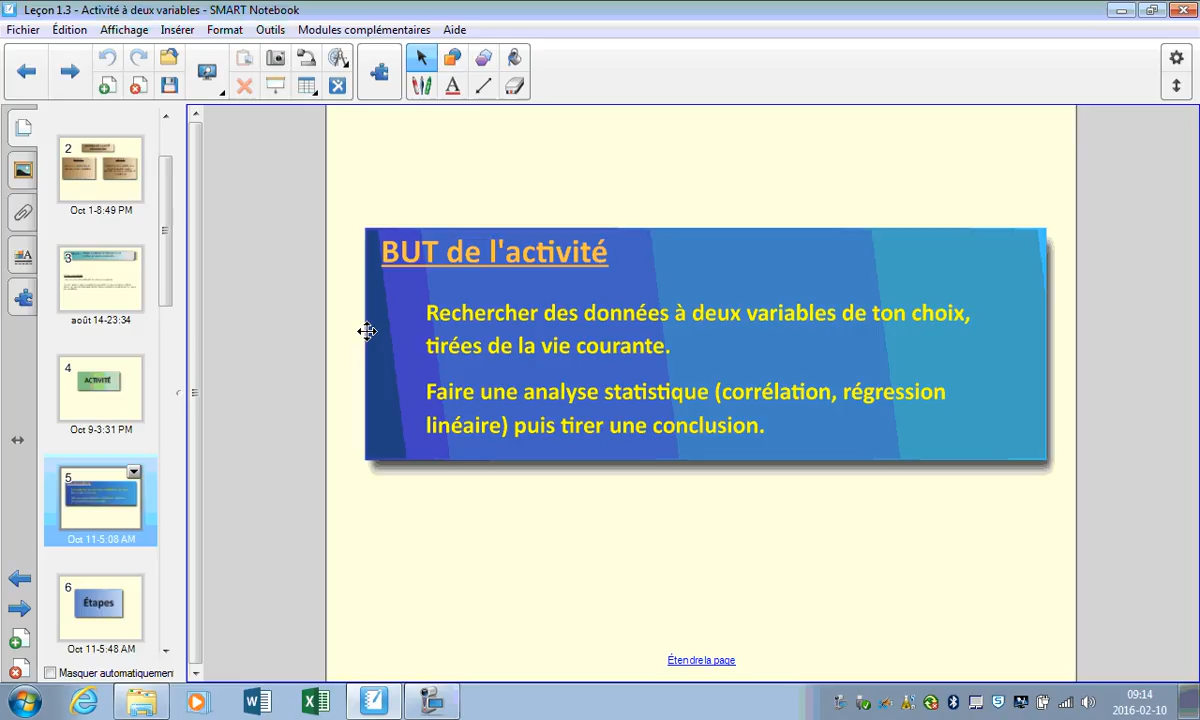 Leçon 1.3 - Activité à deux variables - SMART Notebook
Fichier Édition Affichage Insérer Format Outils Modules complémentaires Aide
2
Oct 1-8:49 PM
3
août 14-23:34
4
ACTIVITÉ
Oct 9-3:31 PM
5
Oct 11-5:08 AM
6
Étapes
Oct 11-5:48 AM
Masquer automatiquement
BUT de l'activité
Rechercher des données à deux variables de ton choix,
tirées de la vie courante.
Faire une analyse statistique (corrélation, régression
linéaire) puis tirer une conclusion.
Étendre la page
09:14
2016-02-10